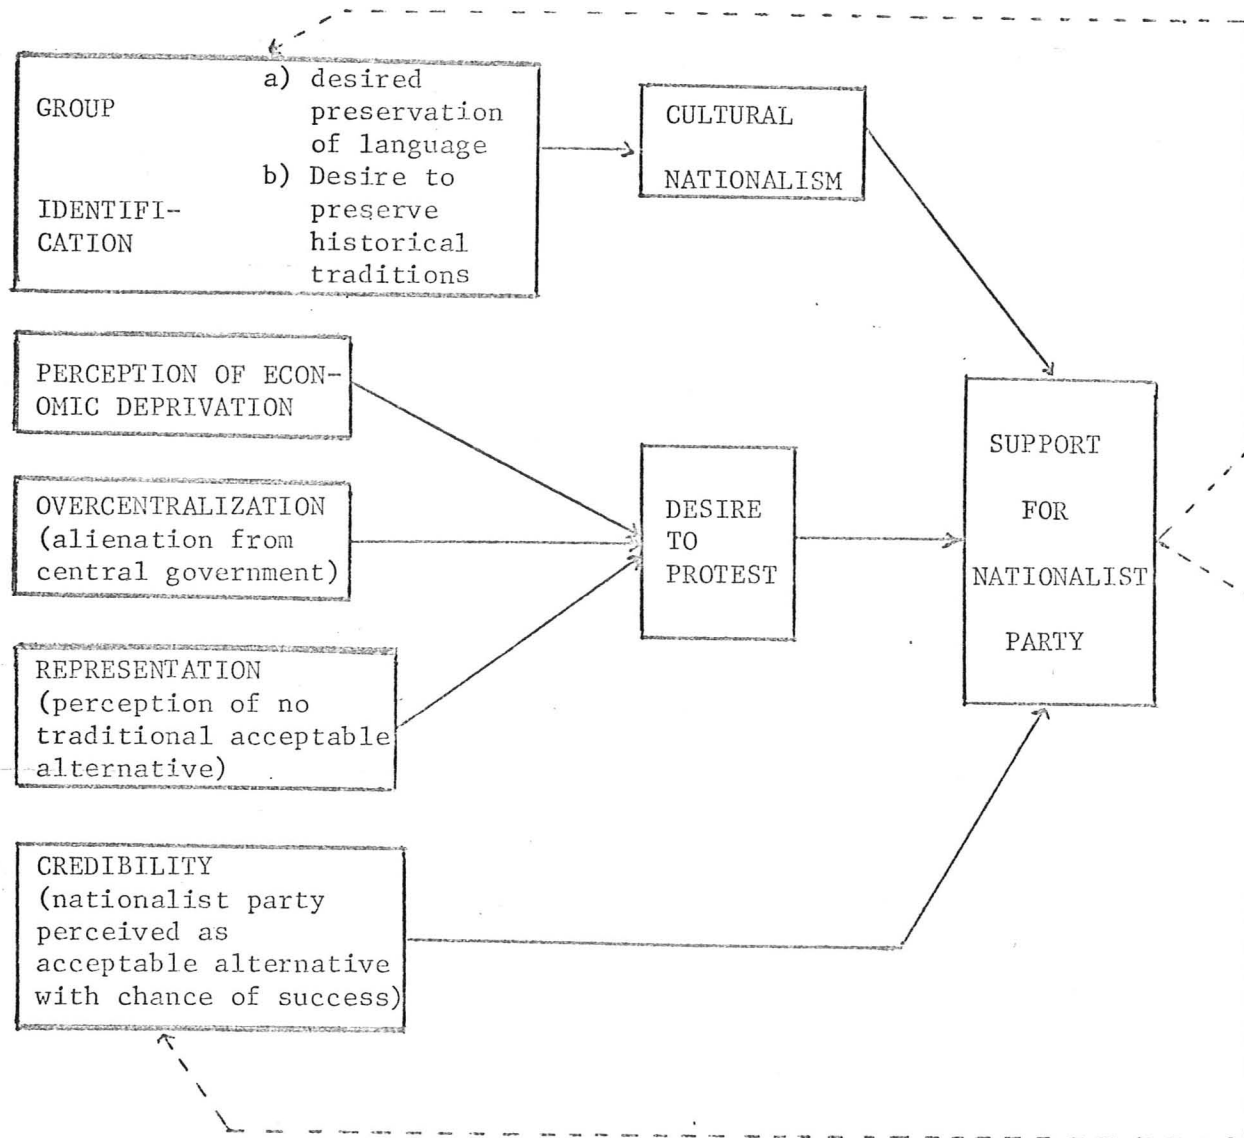 GROUP
IDENTIFI-
CATION
a) desired
preservation
of language
b) Desire to
preserve
historical
traditions
CULTURAL
NATIONALISM
PERCEPTION OF ECON-
OMIC DEPRIVATION
OVERCENTRALIZATION
(alienation from
central government)
REPRESENTATION
(perception of no
traditional acceptable
alternative)
DESIRE
TO
PROTEST
SUPPORT
FOR
NATIONALIST
PARTY
CREDIBILITY
(nationalist party
perceived as
acceptable alternative
with chance of success)